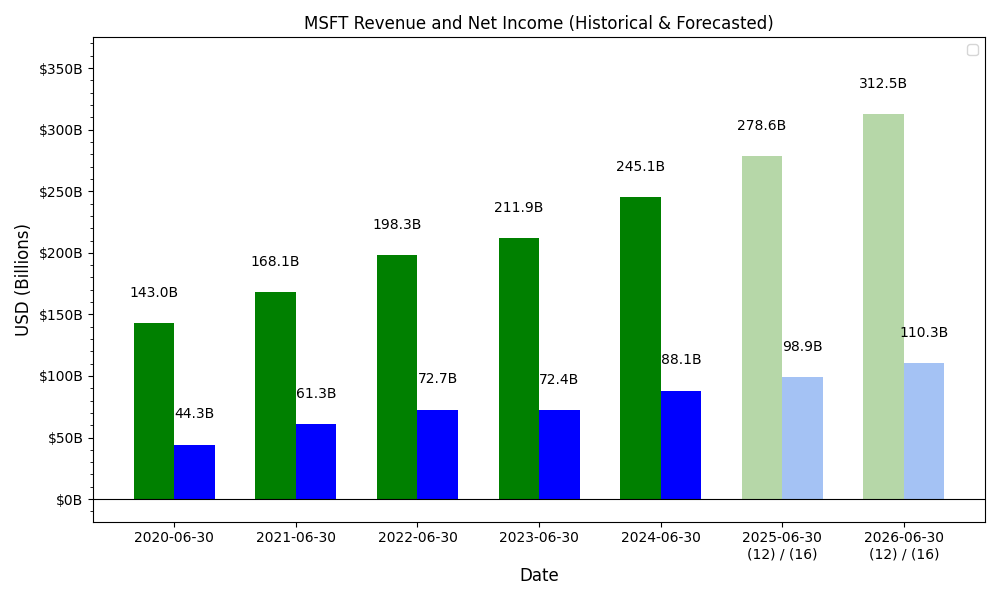 MSFT Revenue and Net Income (Historical & Forecasted)
USD (Billions)
$350B
$300B
$250B
$200B
$150B
$100B
$50B
$0B
143.0B
44.3B
168.1B
61.3B
198.3B
72.7B
211.9B
72.4B
245.1B
88.1B
278.6B
98.9B
312.5B
110.3B
2020-06-30
2021-06-30
2022-06-30
2023-06-30
2024-06-30
2025-06-30
(12) / (16)
2026-06-30
(12) / (16)
Date